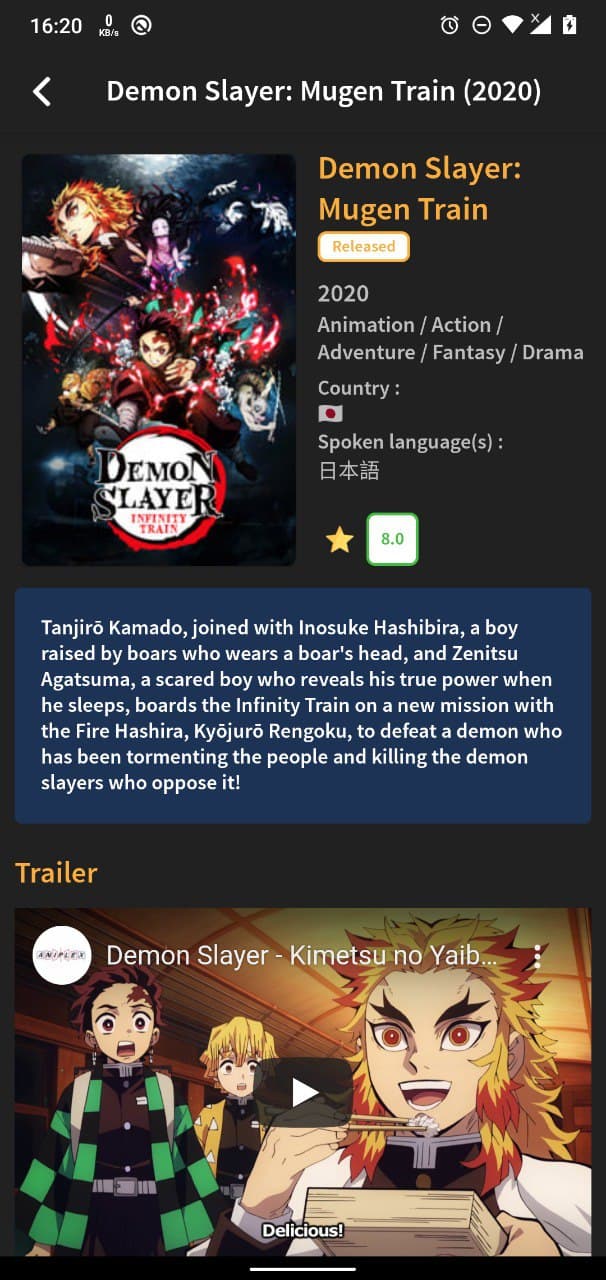 16:20
0
KB/s
Demon Slayer: Mugen Train (2020)
Demon Slayer:
Mugen Train
Released
2020
Animation / Action /
Adventure / Fantasy / Drama
Country :
Spoken language(s) :
日本語
8.0
DEMON
SLAYER
INFINITY
TRAIN
Tanjirō Kamado, joined with Inosuke Hashibira, a boy
raised by boars who wears a boar's head, and Zenitsu
Agatsuma, a scared boy who reveals his true power when
he sleeps, boards the Infinity Train on a new mission with
the Fire Hashira, Kyōjurō Rengoku, to defeat a demon who
has been tormenting the people and killing the demon
slayers who oppose it!
Trailer
ANIPLEX
Demon Slayer - Kimetsu no Yaib...
Delicious!